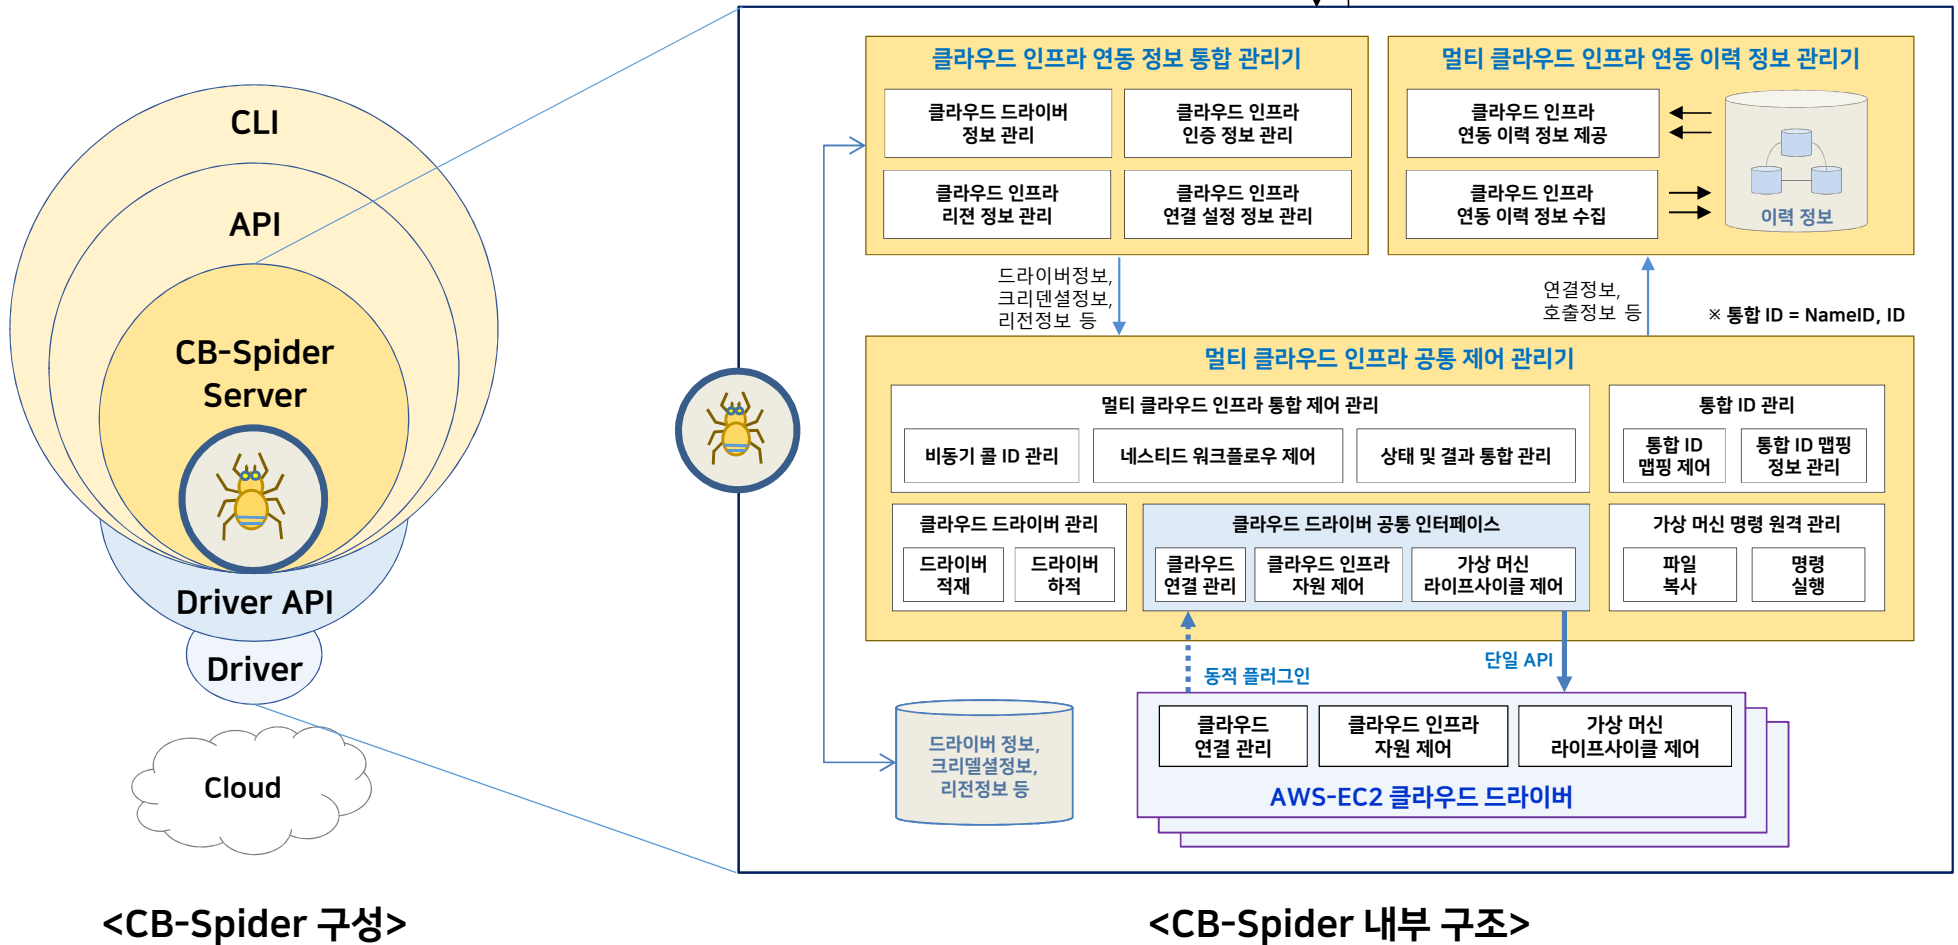 CLI
API
CB-Spider
Server
Driver API
Driver
Cloud
<CB-Spider 구성>
클라우드 인프라 연동 정보 통합 관리기
클라우드 드라이버
정보 관리
클라우드 인프라
인증 정보 관리
클라우드 인프라
리젼 정보 관리
클라우드 인프라
연결 설정 정보 관리
멀티 클라우드 인프라 연동 이력 정보 관리기
클라우드 인프라
연동 이력 정보 제공
클라우드 인프라
연동 이력 정보 수집
이력 정보
드라이버정보,
크리덴셜정보,
리전정보 등
연결정보,
호출정보 등
※ 통합 ID = NameID, ID
멀티 클라우드 인프라 공통 제어 관리기
멀티 클라우드 인프라 통합 제어 관리
비동기 콜 ID 관리
네스티드 워크플로우 제어
상태 및 결과 통합 관리
통합 ID 관리
통합 ID
맵핑 제어
통합 ID 맵핑
정보 관리
클라우드 드라이버 관리
드라이버
적재
드라이버
하적
클라우드 드라이버 공통 인터페이스
클라우드
연결 관리
클라우드 인프라
자원 제어
가상 머신
라이프사이클 제어
가상 머신 명령 원격 관리
파일
복사
명령
실행
동적 플러그인
단일 API
드라이버 정보,
크리델셜정보,
리전정보 등
클라우드
연결 관리
클라우드 인프라
자원 제어
가상 머신
라이프사이클 제어
AWS-EC2 클라우드 드라이버
<CB-Spider 내부 구조>